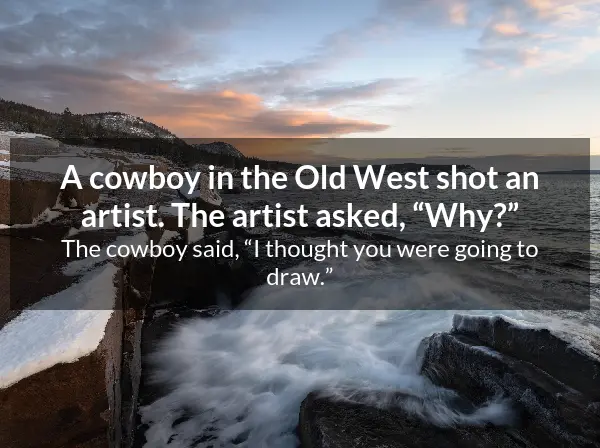 A cowboy in the Old West shot an
artist. The artist asked, “Why?”
The cowboy said, “I thought you were going to
draw.”